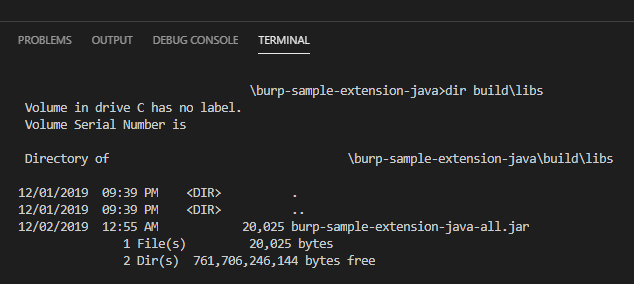 PROBLEMS OUTPUT DEBUG CONSOLE TERMINAL
\burp-sample-extension-java>dir build\libs
Volume in drive C has no label.
Volume Serial Number is
Directory of \burp-sample-extension-java\build\libs
12/01/2019 09:39 PM <DIR> .
12/01/2019 09:39 PM <DIR> ..
12/02/2019 12:55 AM 20,025 burp-sample-extension-java-all.jar
1 File(s) 20,025 bytes
2 Dir(s) 761,706,246,144 bytes free